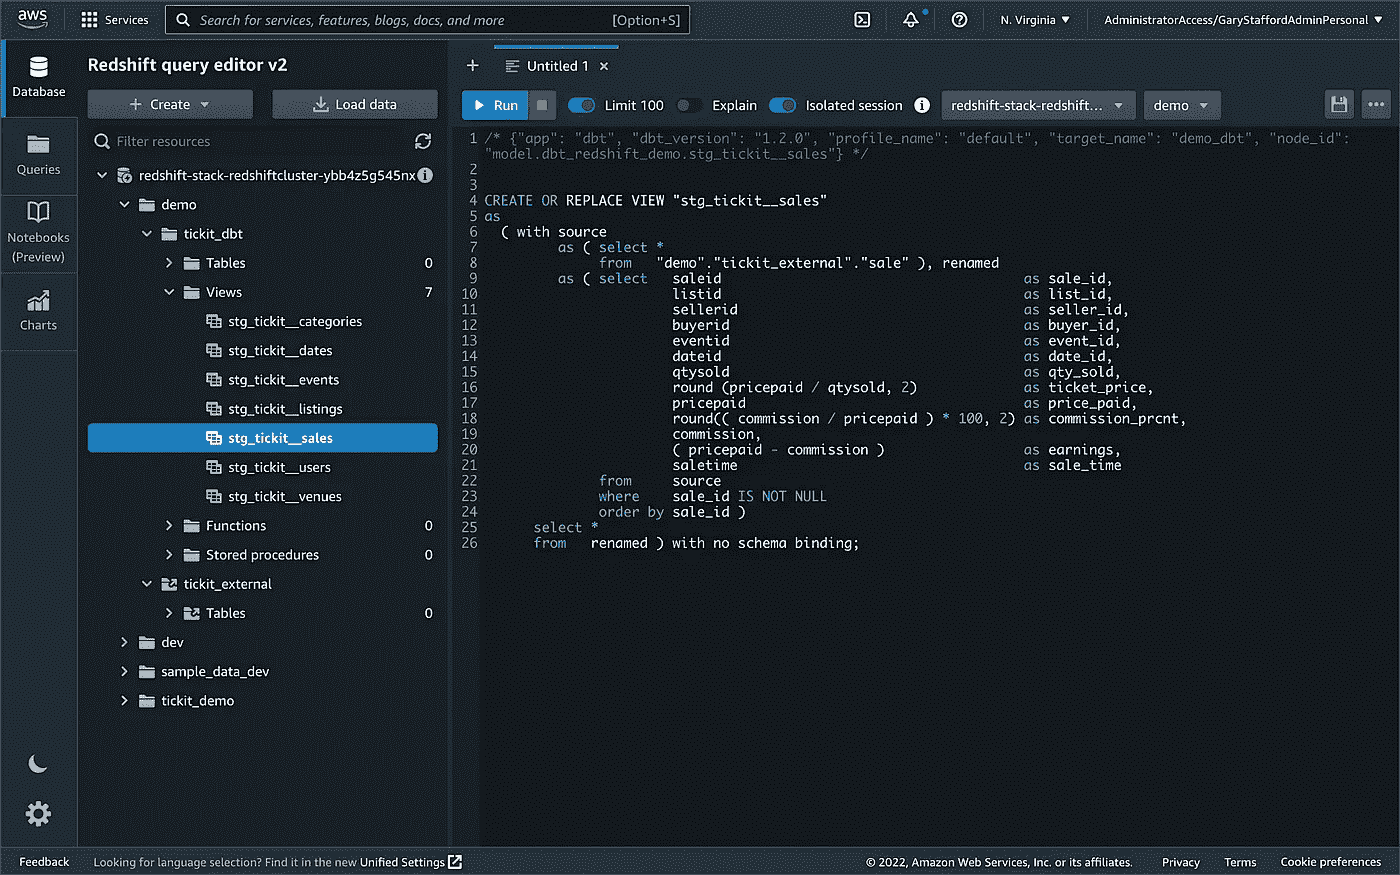 aws
Services
Search for services, features, blogs, docs, and more [Option+S]
N. Virginia
AdministratorAccess/GaryStaffordAdminPersonal
Database
Queries
Notebooks
(Preview)
Charts
Redshift query editor v2
Create
Load data
Filter resources
redshift-stack-redshiftcluster-ybb4z5g545nx
demo
tickit_dbt
Tables 0
Views 7
stg_tickit__categories
stg_tickit__dates
stg_tickit__events
stg_tickit__listings
stg_tickit__sales
stg_tickit__users
stg_tickit__venues
Functions 0
Stored procedures 0
tickit_external
Tables 0
dev
sample_data_dev
tickit_demo
+ Untitled 1 ×
Run Limit 100 Explain Isolated session redshift-stack-redshift... demo
1 /* {"app": "dbt", "dbt_version": "1.2.0", "profile_name": "default", "target_name": "demo_dbt", "node_id":
"model.dbt_redshift_demo.stg_tickit__sales"} */
2
3
4 CREATE OR REPLACE VIEW "stg_tickit__sales"
5 as
6 ( with source
7 as ( select *
8 from "demo"."tickit_external"."sale" ), renamed
9 as ( select saleid as sale_id,
10 listid as list_id,
11 sellerid as seller_id,
12 buyerid as buyer_id,
13 eventid as event_id,
14 dateid as date_id,
15 qtysold as qty_sold,
16 round (pricepaid / qtysold, 2) as ticket_price,
17 pricepaid as price_paid,
18 round(( commission / pricepaid ) * 100, 2) as commission_prcnt,
19 commission,
20 ( pricepaid - commission ) as earnings,
21 saletime as sale_time
22 from source
23 where sale_id IS NOT NULL
24 order by sale_id )
25 select *
26 from renamed ) with no schema binding;
Feedback
Looking for language selection? Find it in the new Unified Settings
© 2022, Amazon Web Services, Inc. or its affiliates.
Privacy
Terms
Cookie preferences